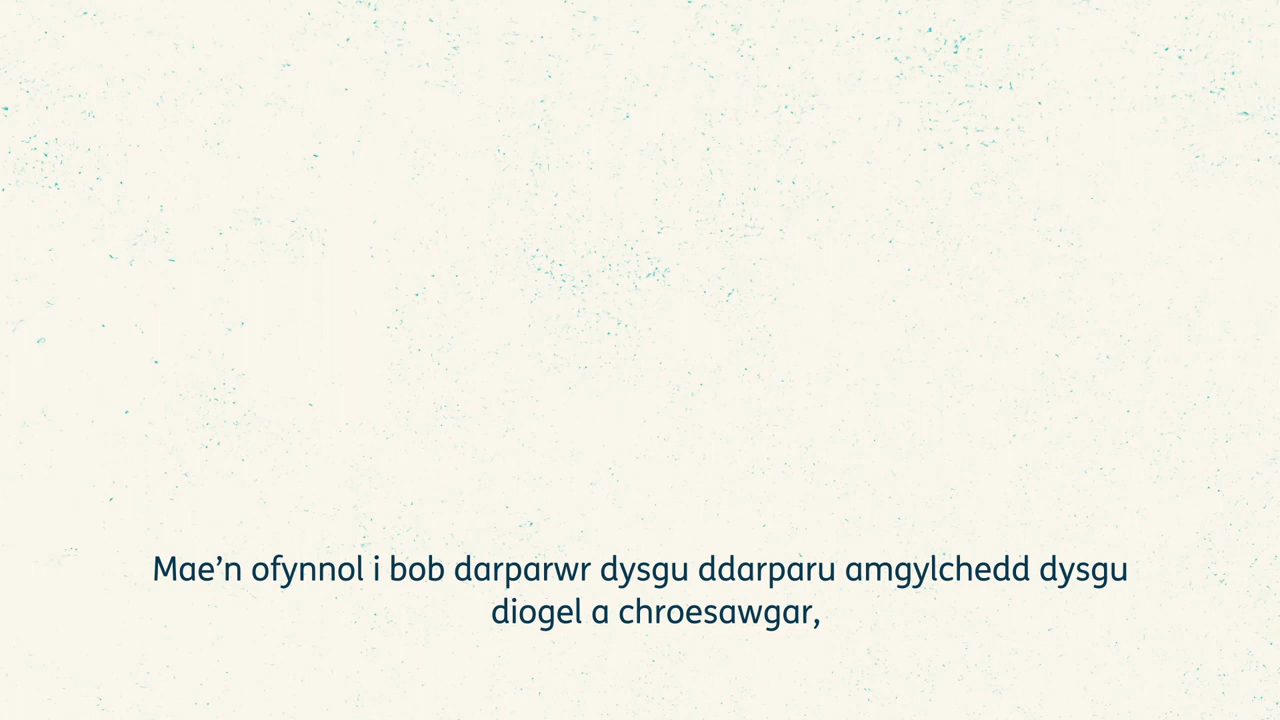 Mae’n ofynnol i bob darparwr dysgu ddarparu amgylchedd dysgu
diogel a chroesawgar,